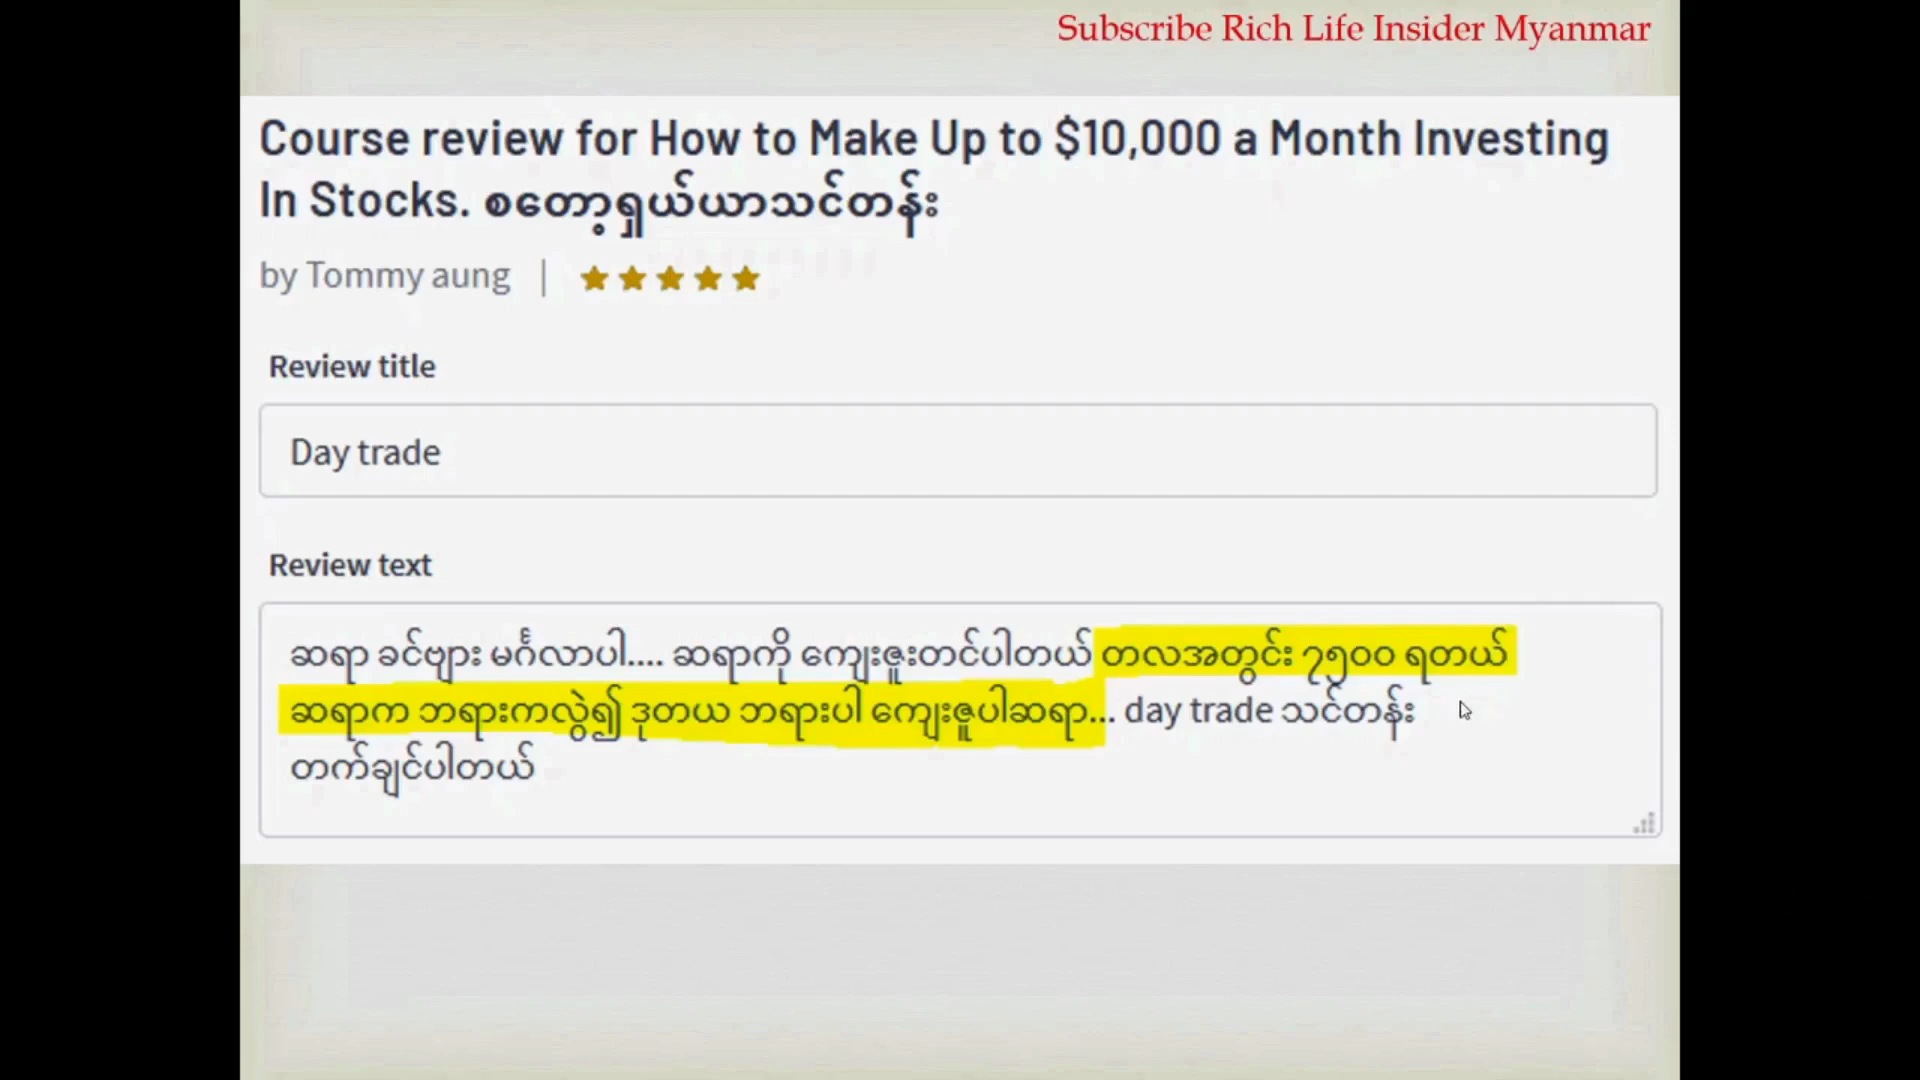 Subscribe Rich Life Insider Myanmar
Course review for How to Make Up to $10,000 a Month Investing
In Stocks. စတော့ရှယ်ယာသင်တန်း
by Tommy aung |
Review title
Day trade
Review text
ဆရာ ခင်ဗျား မင်္ဂလာပါ.... ဆရာကို ကျေးဇူးတင်ပါတယ် တလအတွင်း ၇၅၀၀ ရတယ်
ဆရာက ဘရားကလွဲ၍ ဒုတယ ဘရားပါ ကျေးဇူပါဆရာ... day trade သင်တန်း
တက်ချင်ပါတယ်